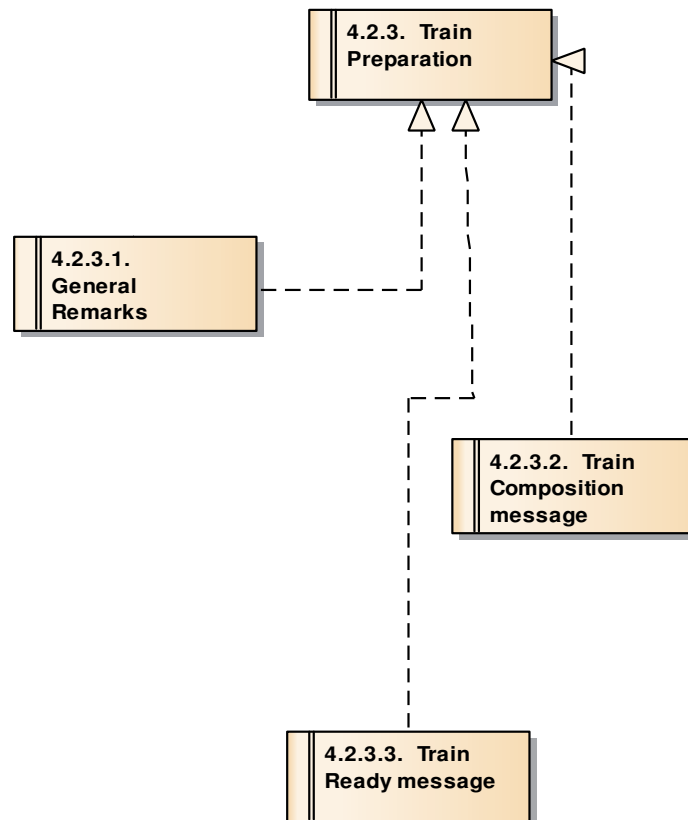 4.2.3.  Train
Preparation
4.2.3.1.
General
Remarks
4.2.3.2.  Train
Composition
message
4.2.3.3.  Train
Ready message